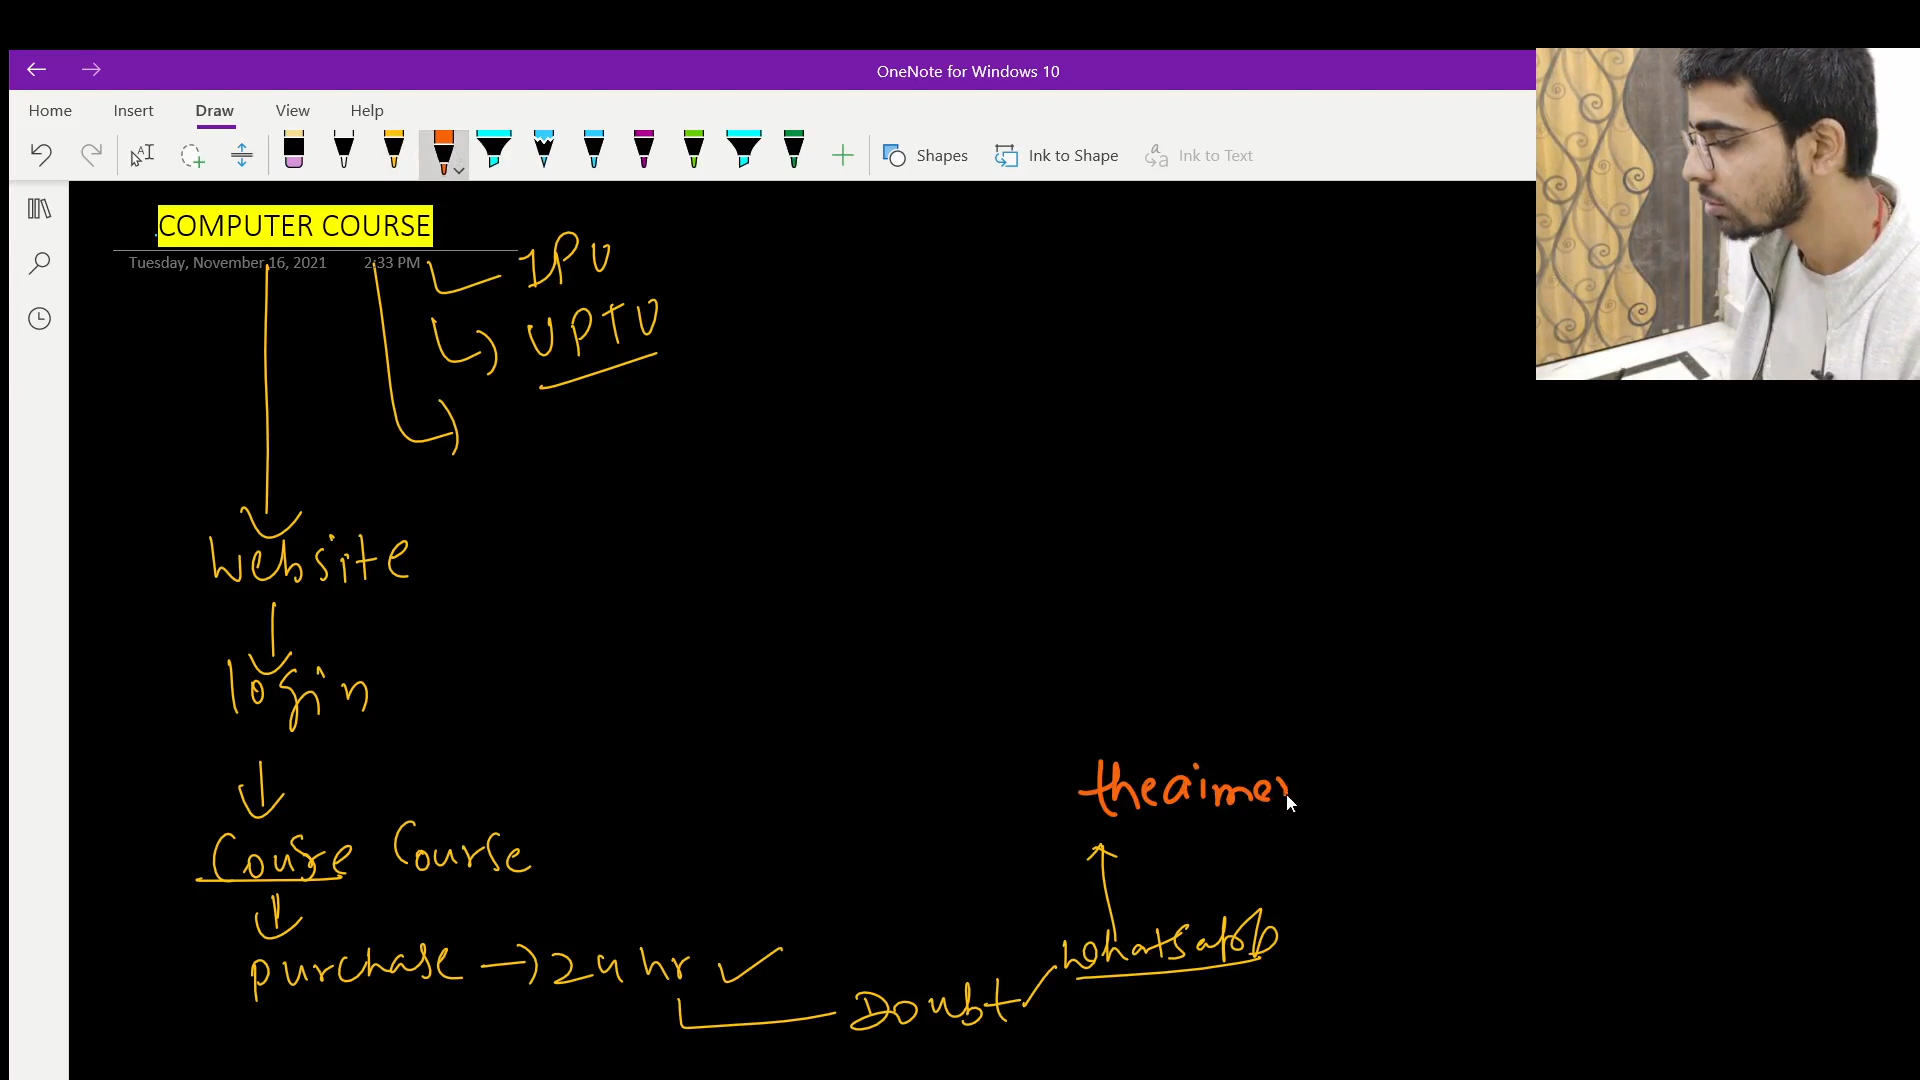 OneNote for Windows 10
Home Insert Draw View Help
Shapes Ink to Shape Ink to Text
COMPUTER COURSE
Tuesday, November 16, 2021 2:33 PM
IPU
UPTU
Website
login
Course Course
purchase → 24 hr ✓
Doubt
whatsapp
theaimer